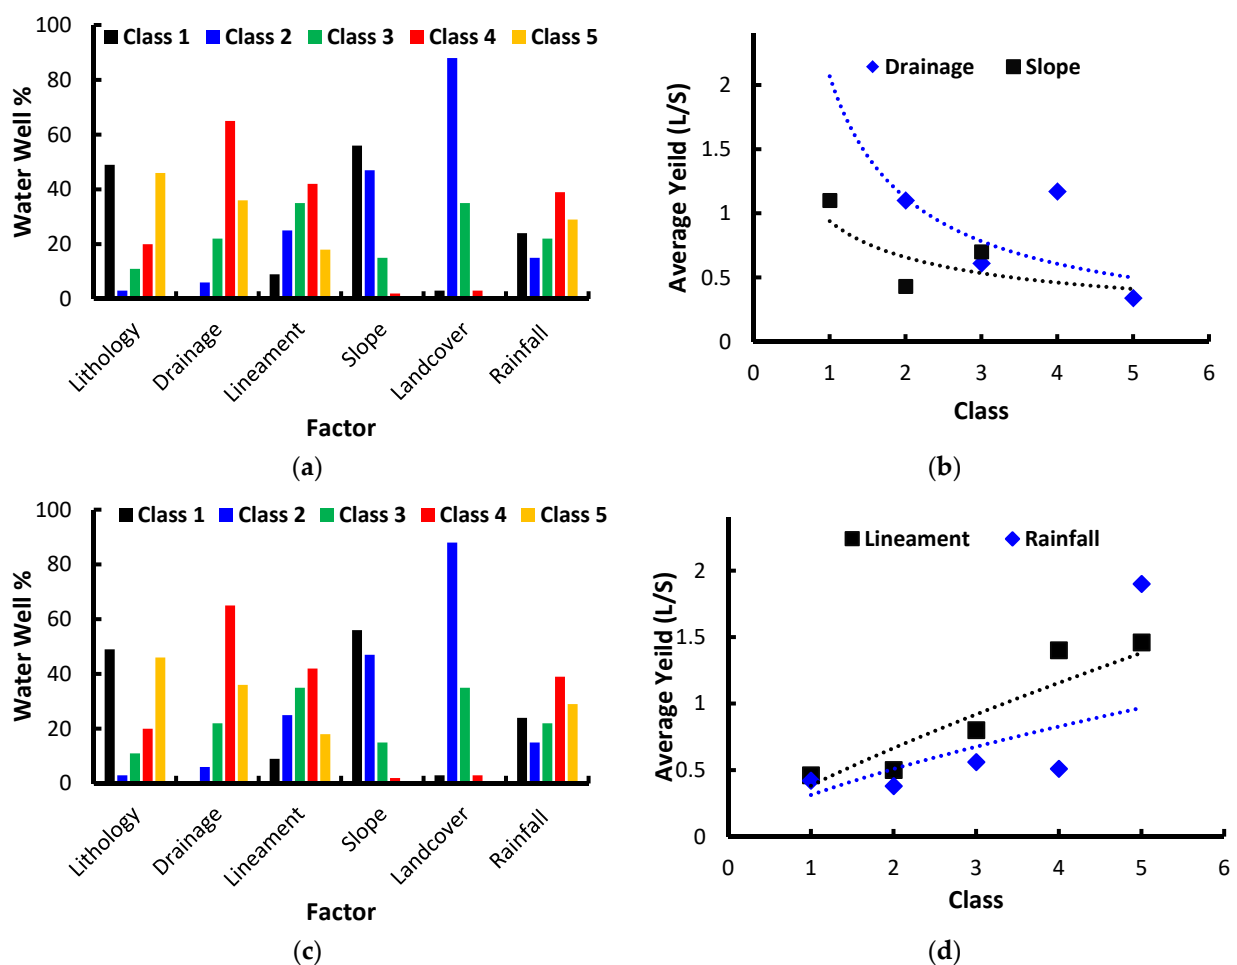 Class 1 Class 2 Class 3 Class 4 Class 5
100
80
60
40
20
0
Water Well %
Lithology Drainage Lineament Slope Landcover Rainfall
Factor
(a)
Drainage Slope
2
1.5
1
0.5
0
Average Yeild (L/S)
0 1 2 3 4 5 6
Class
(b)
Class 1 Class 2 Class 3 Class 4 Class 5
100
80
60
40
20
0
Water Well %
Lithology Drainage Lineament Slope Landcover Rainfall
Factor
(c)
Lineament Rainfall
2
1.5
1
0.5
0
Average Yeild (L/S)
0 1 2 3 4 5 6
Class
(d)